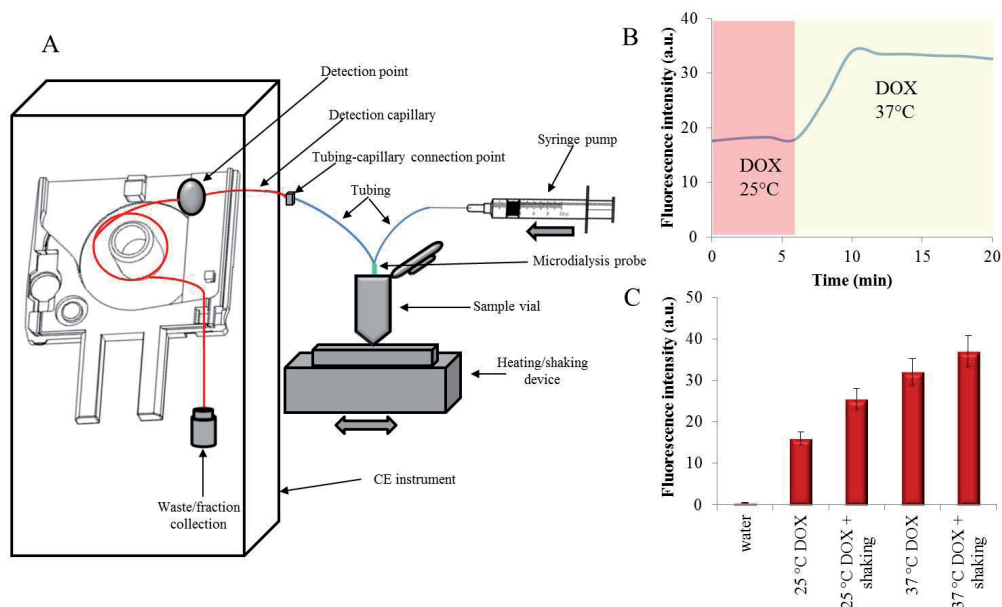 A
Detection point
Detection capillary
Tubing-capillary connection point
Tubing
Syringe pump
Microdialysis probe
Sample vial
Heating/shaking
device
CE instrument
Waste/fraction
collection
B
Fluorescence intensity (a.u.)
40
30
20
10
0
DOX
25°C
DOX
37°C
0
5
10
15
20
Time (min)
C
Fluorescence intensity (a.u.)
50
40
30
20
10
0
water
25 °C DOX
25 °C DOX +
shaking
37 °C DOX
37 °C DOX +
shaking